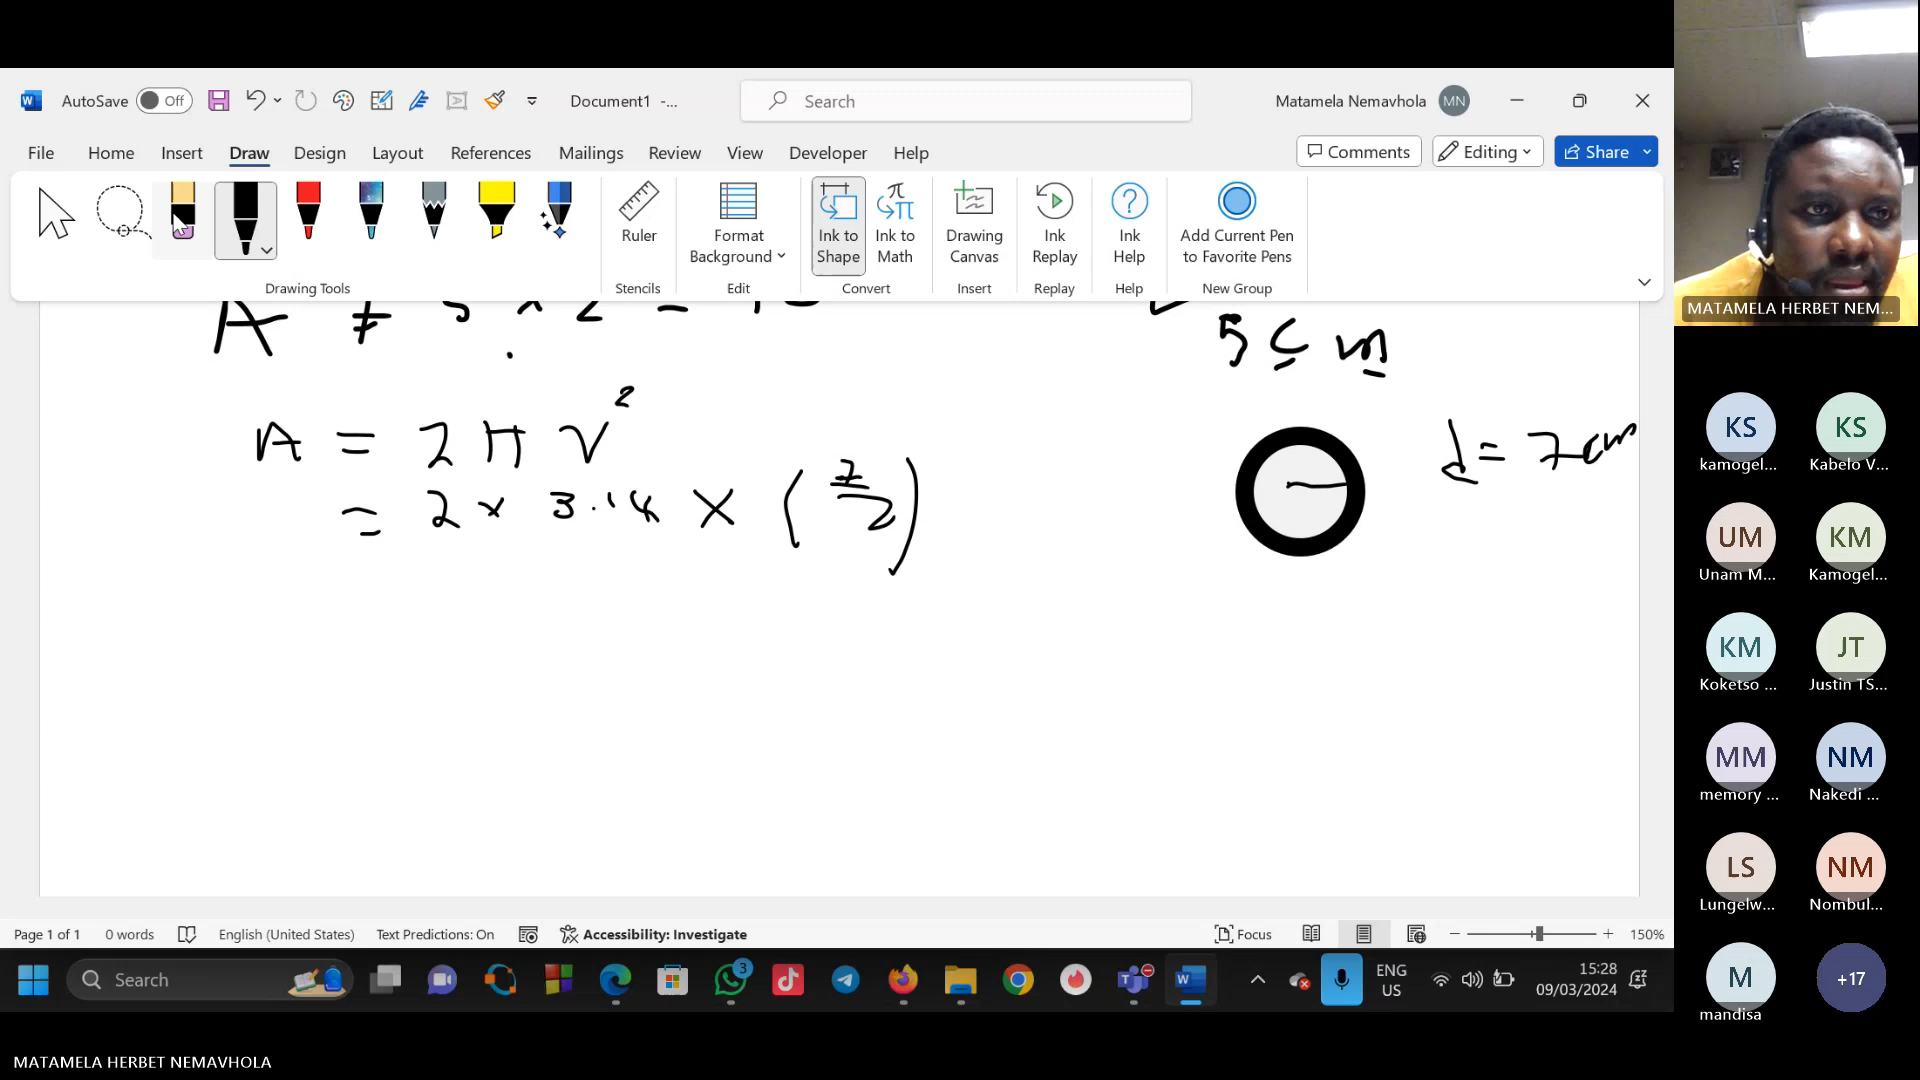 AutoSave Off Document1 -... Search Matamela Nemavhola MN
File Home Insert Draw Design Layout References Mailings Review View Developer Help Comments Editing Share
Ruler Format Background Ink to Shape Ink to Math Drawing Canvas Ink Replay Ink Help Add Current Pen to Favorite Pens
Drawing Tools Stencils Edit Convert Insert Replay Help New Group
MATAMELA HERBET NEM...
5 cm
A = 2 π r²
d = 7cm
= 2 × 3.14 × (7/2)
KS KS
kamogel... Kabelo V...
UM KM
Unam M... Kamogel...
KM JT
Koketso ... Justin TS...
MM NM
memory ... Nakedi ...
LS NM
Lungelw... Nombul...
M +17
mandisa
Page 1 of 1 0 words English (United States) Text Predictions: On Accessibility: Investigate Focus 150%
Search 3 ENG US 15:28 09/03/2024
MATAMELA HERBET NEMAVHOLA